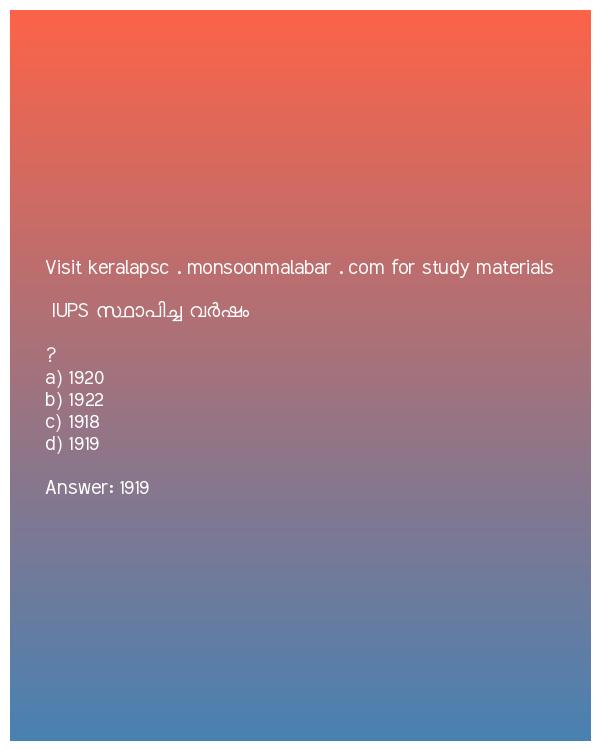 Visit keralapsc . monsoonmalabar . com for study materials
IUPS സ്ഥാപിച്ച വർഷം
?
a) 1920
b) 1922
c) 1918
d) 1919
Answer: 1919